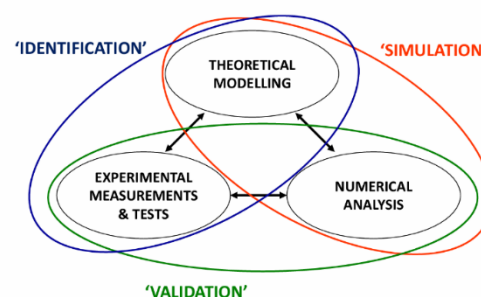 ‘IDENTIFICATION’
‘SIMULATION
THEORETICAL
MODELLING
EXPERIMENTAL
MEASUREMENTS
& TESTS
NUMERICAL
ANALYSIS
‘VALIDATION’